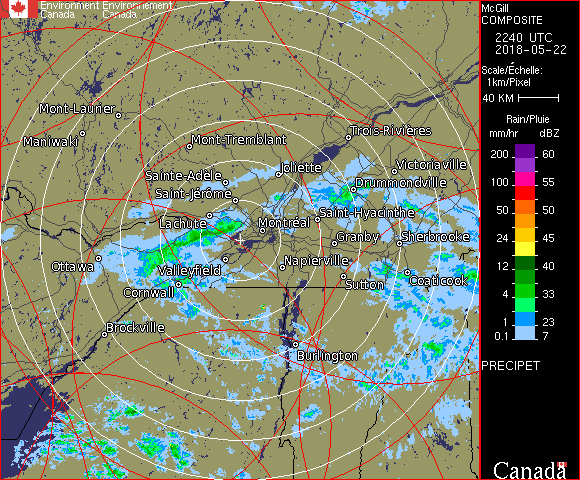 Environment Environnement
Canada Canada
Mont-Laurier
Maniwaki
Mont-Tremblant
Trois-Rivières
Joliette
Victoriaville
Sainte-Adèle
Drummondville
Saint-Jérôme
Saint-Hyacinthe
Lachute
Montréal
Granby
Sherbrooke
Ottawa
Valleyfield
Napierville
Sutton
Coaticook
Cornwall
Brockville
Burlington
McGill
COMPOSITE
2240 UTC
2018-05-22
Scale/Échelle:
1km/Pixel
40 KM
Rain/Pluie
mm/hr dBZ
200 60
100 55
50 50
24 45
12 40
4 33
1 23
0.1 7
PRECIPET
Canada